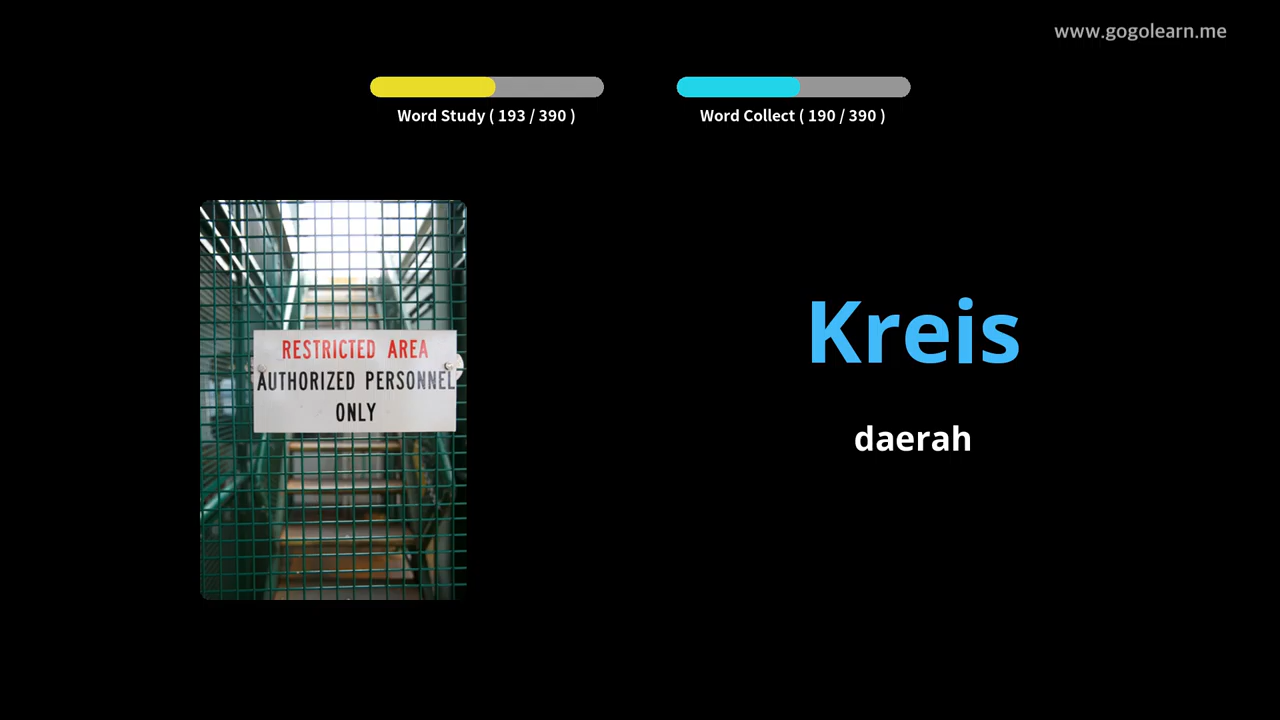 www.gogolearn.me
Word Study ( 193 / 390 )
Word Collect ( 190 / 390 )
RESTRICTED AREA
AUTHORIZED PERSONNEL
ONLY
Kreis
daerah